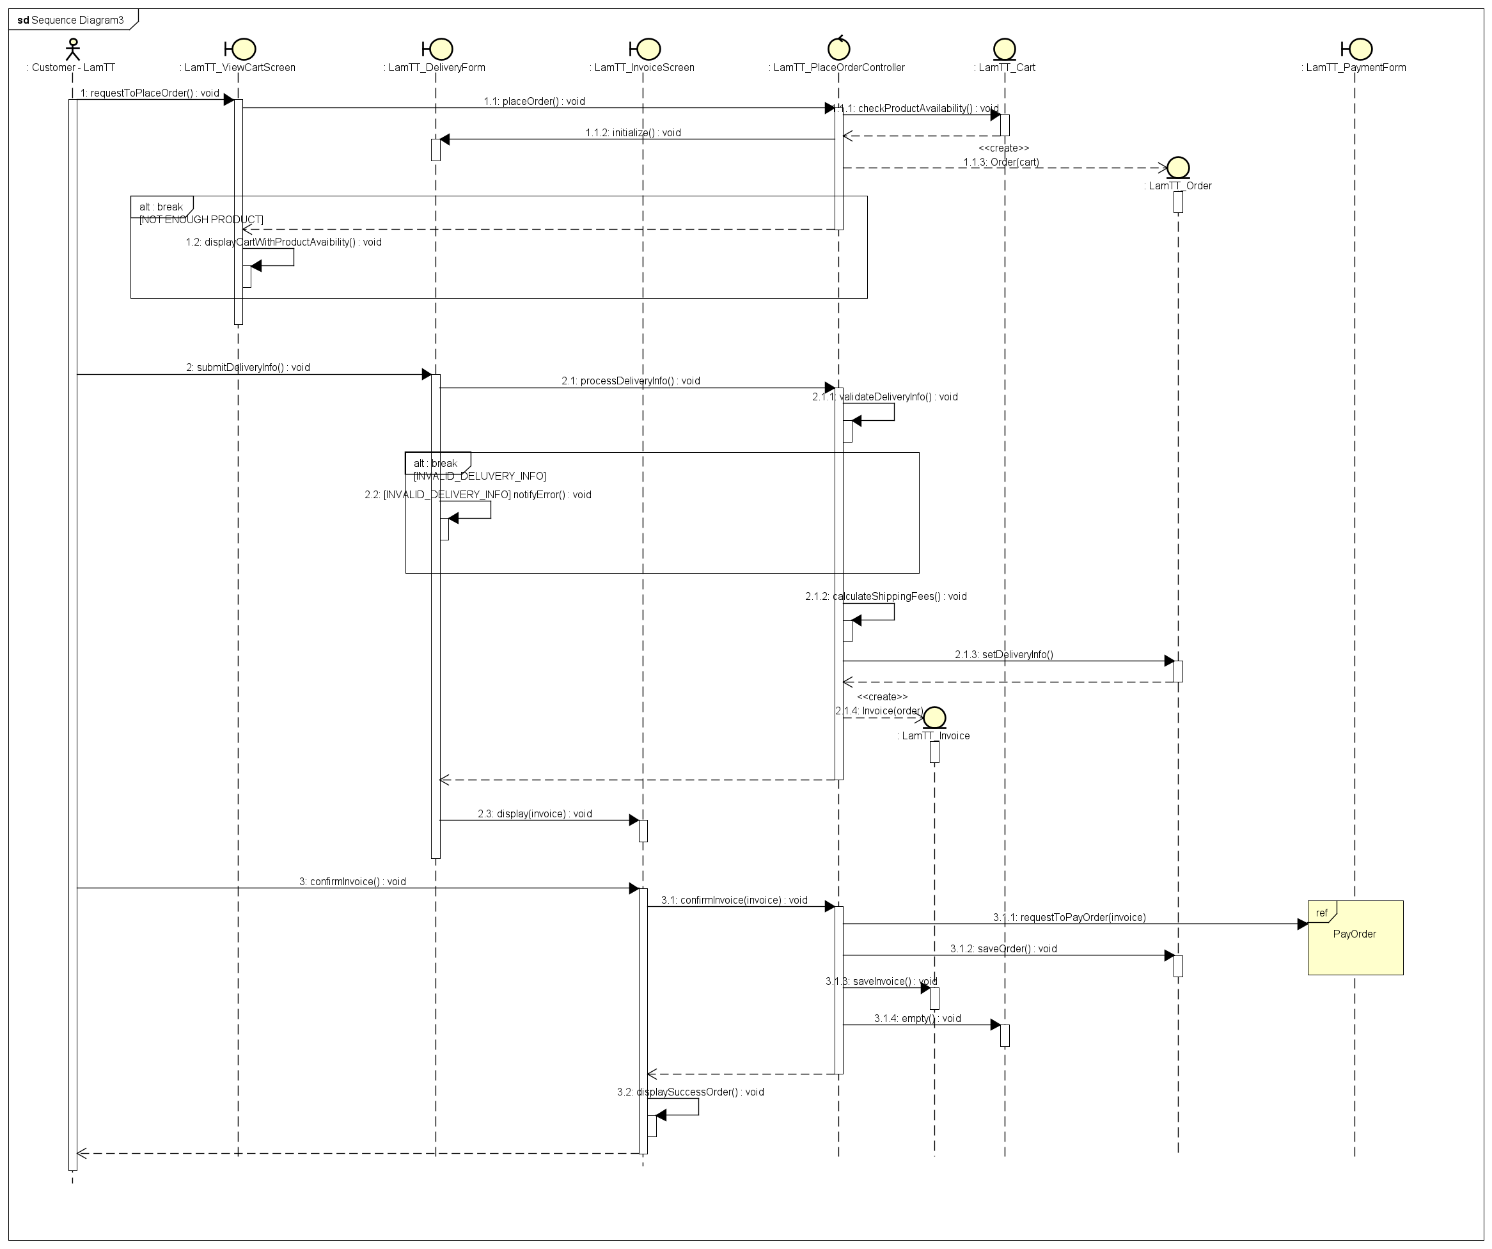 sd Sequence Diagram3
: Customer - LamTT
: LamTT_ViewCartScreen
: LamTT_DeliveryForm
: LamTT_InvoiceScreen
: LamTT_PlaceOrderController
: LamTT_Cart
: LamTT_PaymentForm
1: requestToPlaceOrder() : void
1.1: placeOrder() : void
1.1: checkProductAvailability() : void
1.1.2: initialize() : void
<<create>>
1.1.3: Order(cart)
: LamTT_Order
alt : break
[NOT ENOUGH PRODUCT]
1.2: displayCartWithProductAvaibility() : void
2: submitDeliveryInfo() : void
2.1: processDeliveryInfo() : void
2.1.1: validateDeliveryInfo() : void
alt : break
[INVALID_DELUVERY_INFO]
2.2: [INVALID_DELIVERY_INFO] notifyError() : void
2.1.2: calculateShippingFees() : void
2.1.3: setDeliveryInfo()
<<create>>
2.1.4: Invoice(order)
: LamTT_Invoice
2.3: display(invoice) : void
3: confirmInvoice() : void
3.1: confirmInvoice(invoice) : void
ref
3.1.1: requestToPayOrder(invoice)
PayOrder
3.1.2: saveOrder() : void
3.1.3: saveInvoice() : void
3.1.4: empty() : void
3.2: displaySuccessOrder() : void